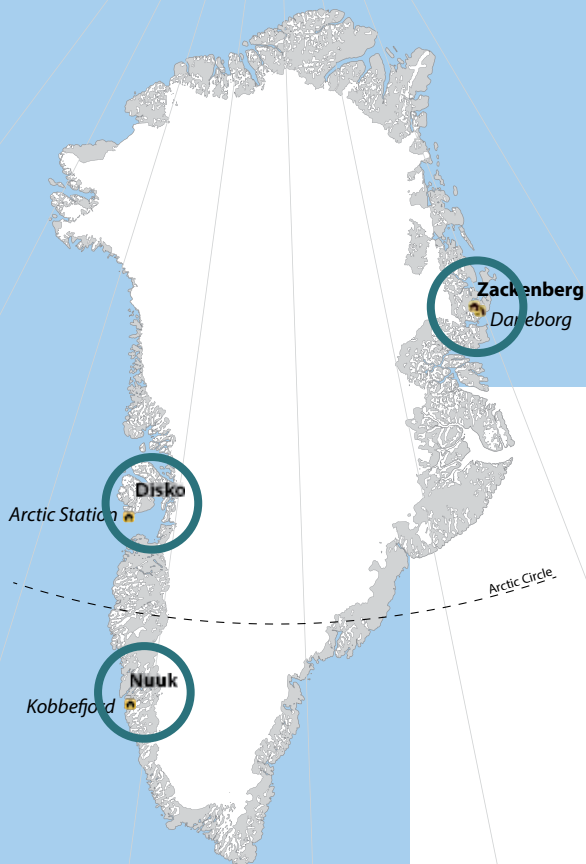 Zackenberg
Daneborg
Disko
Arctic Station
Arctic Circle
Nuuk
Kobbefjord